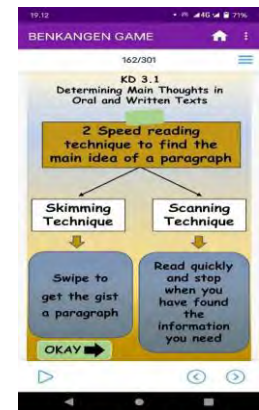 19.12
4G 71%
BENKANGEN GAME
162/301
KD 3.1
Determining Main Thoughts in
Oral and Written Texts
2 Speed reading
technique to find the
main idea of a paragraph
Skimming
Technique
Scanning
Technique
Swipe to
get the gist
a paragraph
Read quickly
and stop
when you
have found
the
information
you need
OKAY